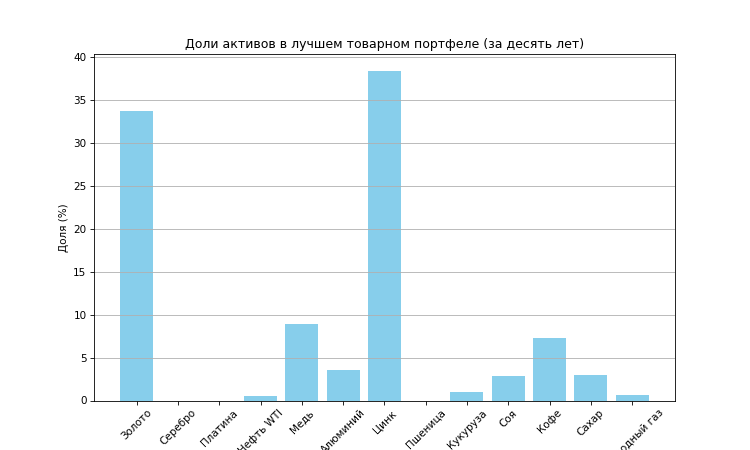 Доли активов в лучшем товарном портфеле (за десять лет)
Доля (%)
40
35
30
25
20
15
10
5
0
Золото
Серебро
Платина
Нефть WTI
Медь
Алюминий
Цинк
Пшеница
Кукуруза
Соя
Кофе
Сахар
газ